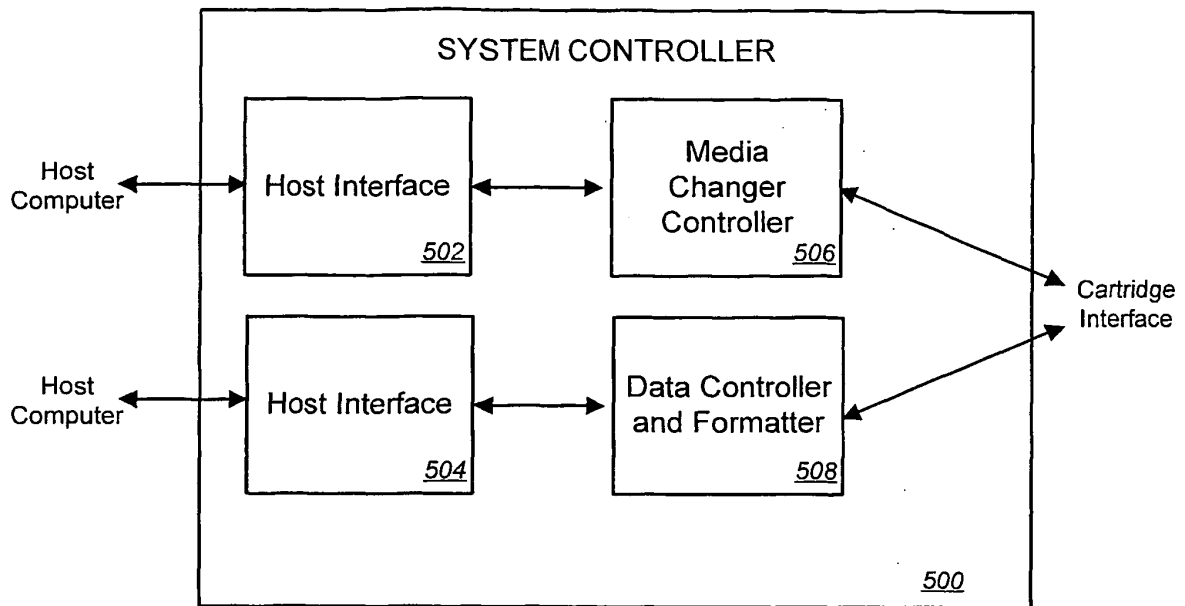 SYSTEM CONTROLLER
Host
Computer
Host Interface
502
Media
Changer
Controller
506
Cartridge
Interface
Host
Computer
Host Interface
504
Data Controller
and Formatter
508
500